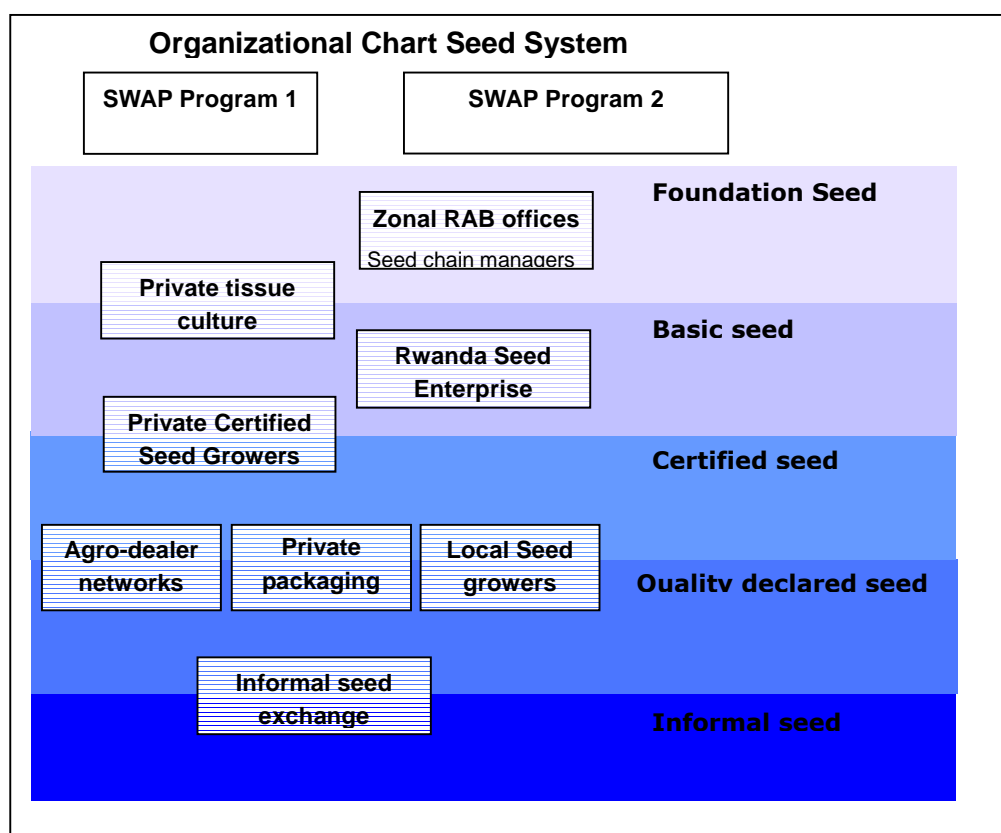 Organizational Chart Seed System
SWAP Program 1
SWAP Program 2
Foundation Seed
Zonal RAB offices
Seed chain managers
Private tissue
culture
Basic seed
Rwanda Seed
Enterprise
Private Certified
Seed Growers
Certified seed
Agro-dealer
networks
Private
packaging
Local Seed
growers
Quality declared seed
Informal seed
exchange
Informal seed